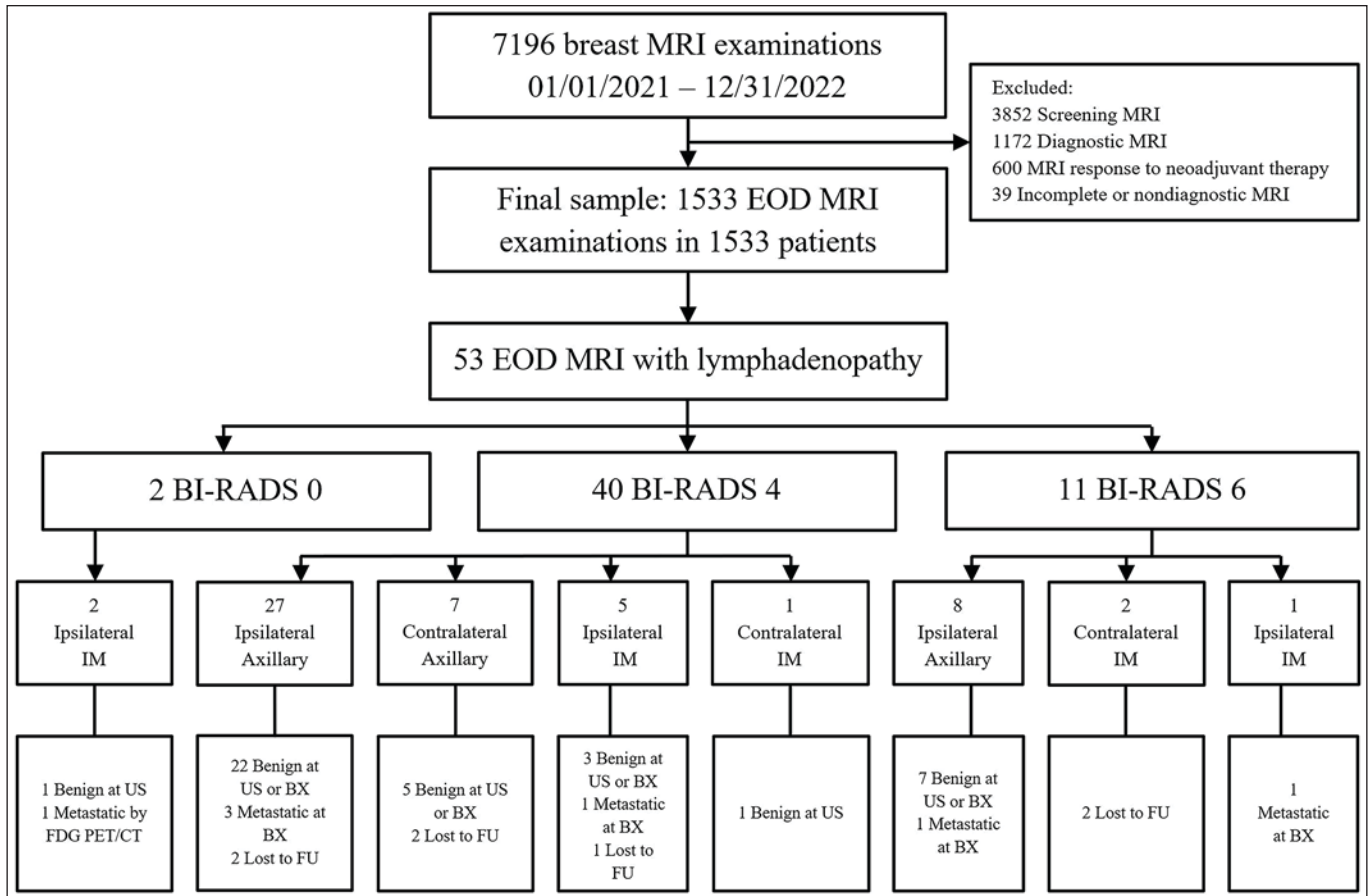 7196 breast MRI examinations
01/01/2021 – 12/31/2022
Excluded:
3852 Screening MRI
1172 Diagnostic MRI
600 MRI response to neoadjuvant therapy
39 Incomplete or nondiagnostic MRI
Final sample: 1533 EOD MRI
examinations in 1533 patients
53 EOD MRI with lymphadenopathy
2 BI-RADS 0
40 BI-RADS 4
11 BI-RADS 6
2
Ipsilateral
IM
27
Ipsilateral
Axillary
7
Contralateral
Axillary
5
Ipsilateral
IM
1
Contralateral
IM
8
Ipsilateral
Axillary
2
Contralateral
IM
1
Ipsilateral
IM
1 Benign at US
1 Metastatic by
FDG PET/CT
22 Benign at
US or BX
3 Metastatic at
BX
2 Lost to FU
5 Benign at US
or BX
2 Lost to FU
3 Benign at
US or BX
1 Metastatic
at BX
1 Lost to
FU
1 Benign at US
7 Benign at
US or BX
1 Metastatic
at BX
2 Lost to FU
1
Metastatic
at BX